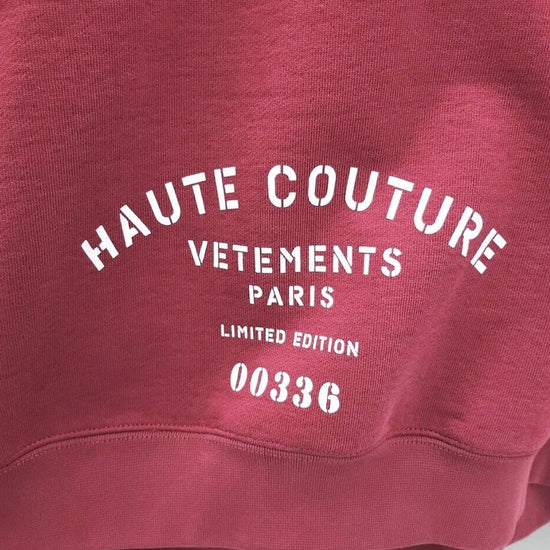 HAUTE COUTURE
VETEMENTS
PARIS
LIMITED EDITION
00336